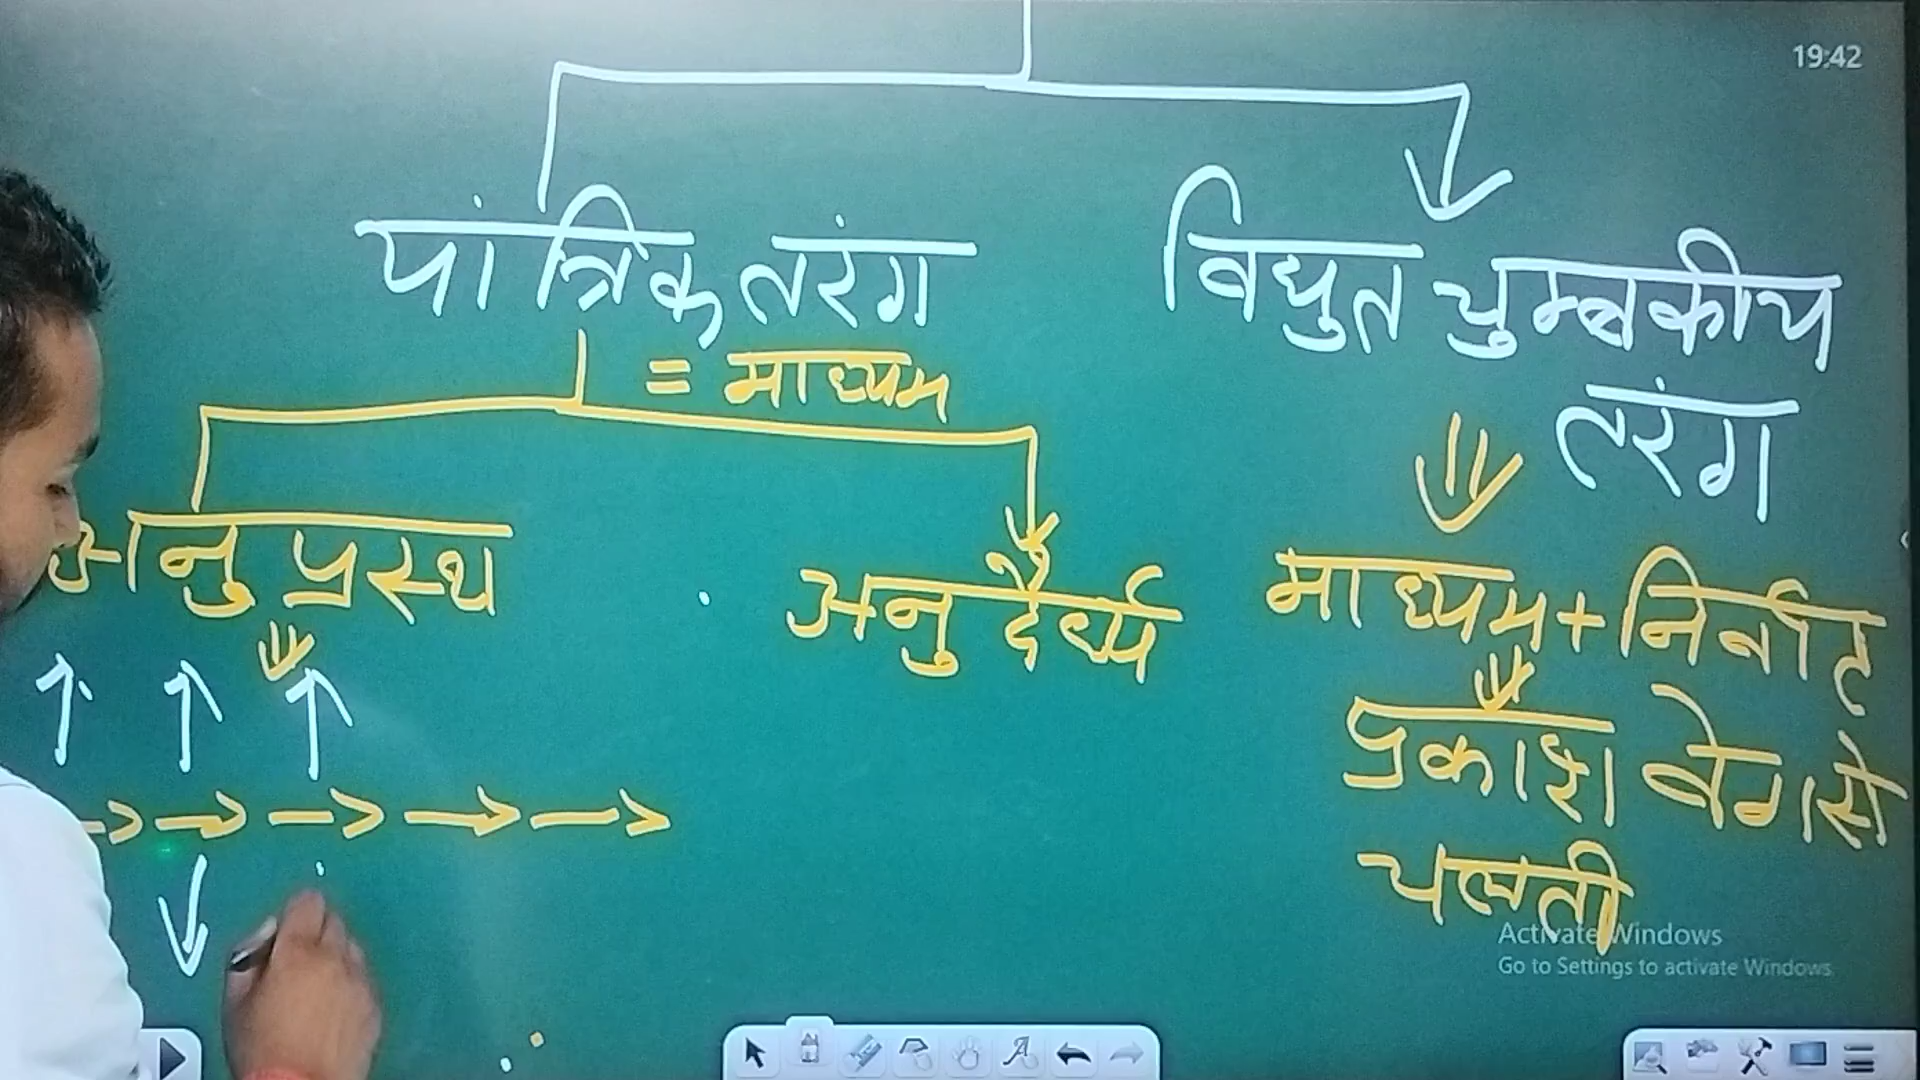 19:42
यांत्रिक तरंग
विद्युत चुम्बकीय
तरंग
= माध्यम
अनुप्रस्थ
अनुदैर्ध्य
माध्यम + निर्वात
प्रकाश वेग से
चलती
Activate Windows
Go to Settings to activate Windows.